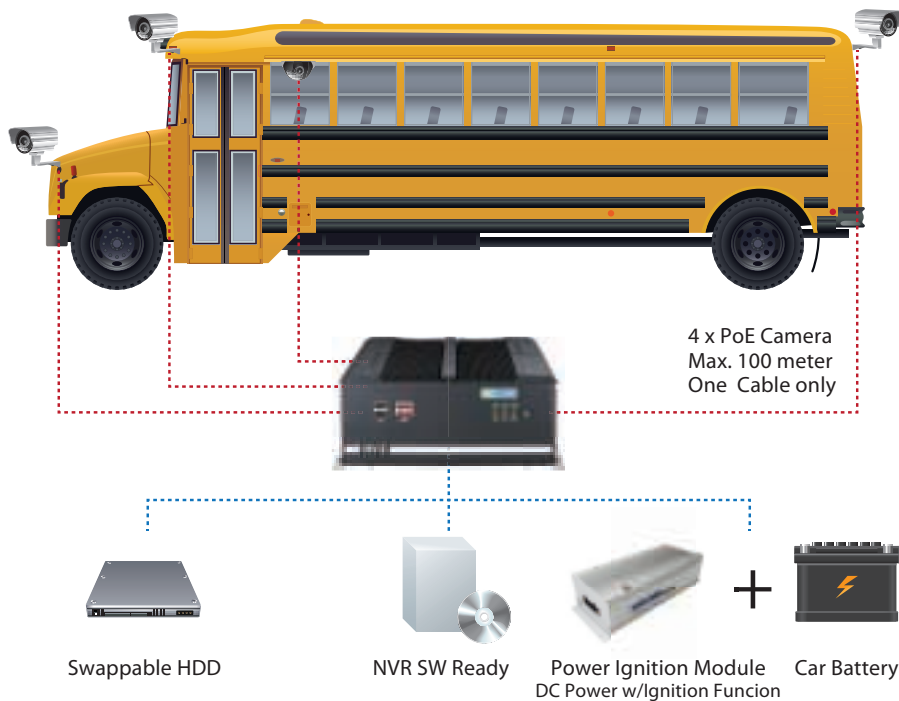 4 x PoE Camera
Max. 100 meter
One Cable only
Swappable HDD
NVR SW Ready
Power Ignition Module
DC Power w/Ignition Funcion
Car Battery